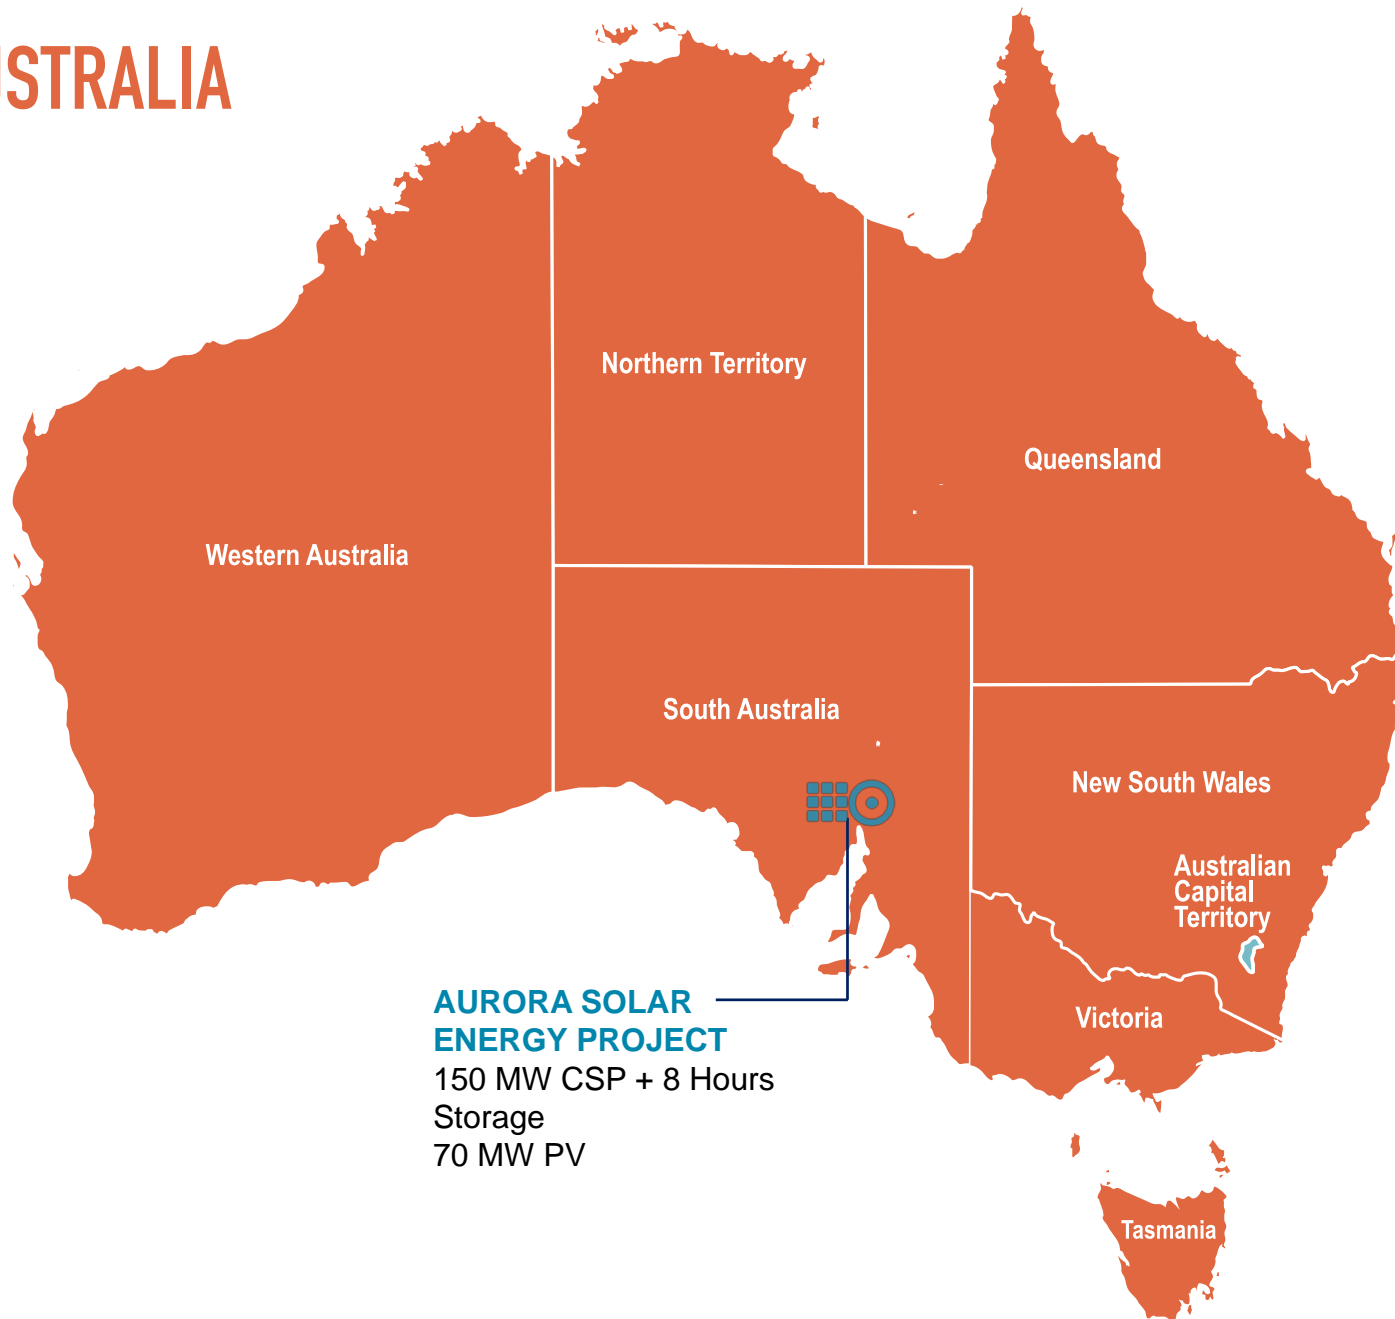 USTRALIA
Northern Territory
Queensland
Western Australia
South Australia
New South Wales
Australian
Capital
Territory
AURORA SOLAR
ENERGY PROJECT
150 MW CSP + 8 Hours
Storage
70 MW PV
Victoria
Tasmania